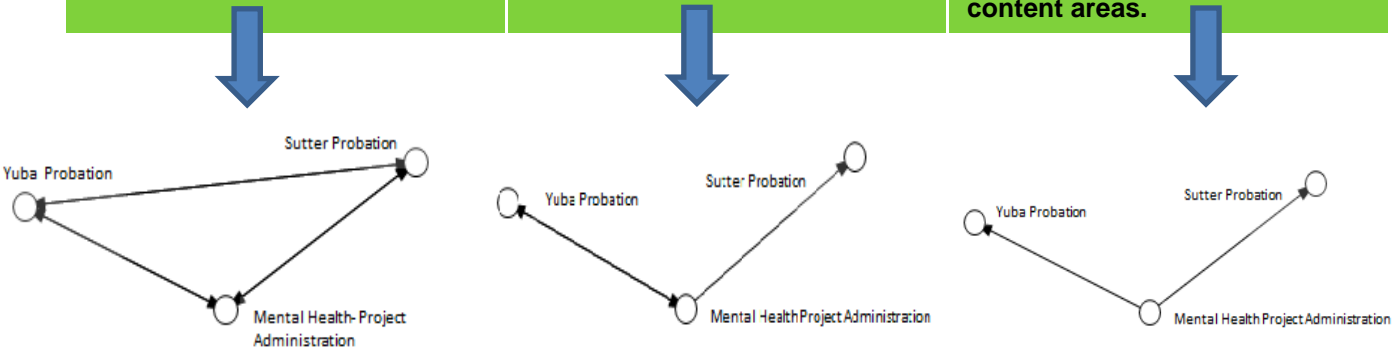 content areas.
Sutter Probation
Yuba Probation
Mental Health-Project
Administration
Sutter Probation
Yuba Probation
Mental Health Project Administration
Sutter Probation
Yuba Probation
Mental Health Project Administration